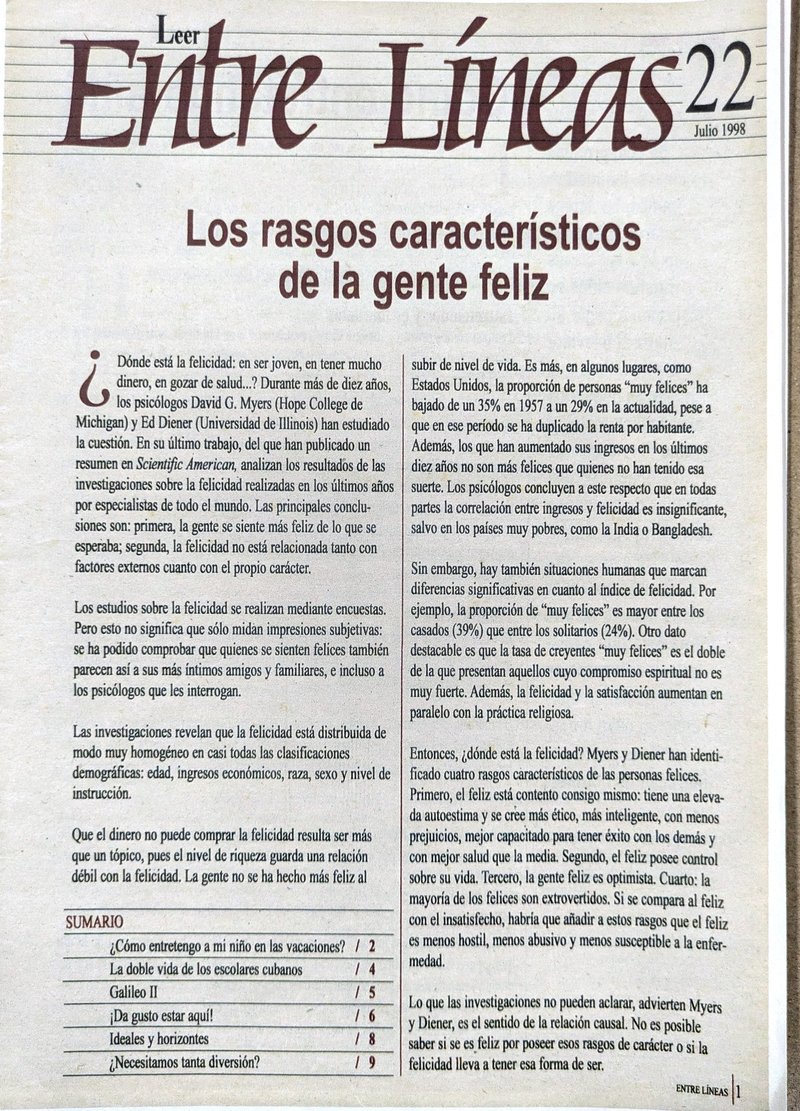 Leer
Entre Líneas
22
Julio 1998
Los rasgos característicos
de la gente feliz
¿Dónde está la felicidad: en ser joven, en tener mucho
dinero, en gozar de salud...? Durante más de diez años,
los psicólogos David G. Myers (Hope College de
Michigan) y Ed Diener (Universidad de Illinois) han estudiado
la cuestión. En su último trabajo, del que han publicado un
resumen en Scientific American, analizan los resultados de las
investigaciones sobre la felicidad realizadas en los últimos años
por especialistas de todo el mundo. Las principales conclu-
siones son: primera, la gente se siente más feliz de lo que se
esperaba; segunda, la felicidad no está relacionada tanto con
factores externos cuanto con el propio carácter.
Los estudios sobre la felicidad se realizan mediante encuestas.
Pero esto no significa que sólo midan impresiones subjetivas:
se ha podido comprobar que quienes se sienten felices también
parecen así a sus más íntimos amigos y familiares, e incluso a
los psicólogos que les interrogan.
Las investigaciones revelan que la felicidad está distribuida de
modo muy homogéneo en casi todas las clasificaciones
demográficas: edad, ingresos económicos, raza, sexo y nivel de
instrucción.
Que el dinero no puede comprar la felicidad resulta ser más
que un tópico, pues el nivel de riqueza guarda una relación
débil con la felicidad. La gente no se ha hecho más feliz al
SUMARIO
¿Cómo entretengo a mi niño en las vacaciones? / 2
La doble vida de los escolares cubanos / 4
Galileo II / 5
¡Da gusto estar aquí! / 6
Ideales y horizontes / 8
¿Necesitamos tanta diversión? / 9
subir de nivel de vida. Es más, en algunos lugares, como
Estados Unidos, la proporción de personas “muy felices” ha
bajado de un 35% en 1957 a un 29% en la actualidad, pese a
que en ese período se ha duplicado la renta por habitante.
Además, los que han aumentado sus ingresos en los últimos
diez años no son más felices que quienes no han tenido esa
suerte. Los psicólogos concluyen a este respecto que en todas
partes la correlación entre ingresos y felicidad es insignificante,
salvo en los países muy pobres, como la India o Bangladesh.
Sin embargo, hay también situaciones humanas que marcan
diferencias significativas en cuanto al índice de felicidad. Por
ejemplo, la proporción de “muy felices” es mayor entre los
casados (39%) que entre los solitarios (24%). Otro dato
destacable es que la tasa de creyentes “muy felices” es el doble
de la que presentan aquellos cuyo compromiso espiritual no es
muy fuerte. Además, la felicidad y la satisfacción aumentan en
paralelo con la práctica religiosa.
Entonces, ¿dónde está la felicidad? Myers y Diener han identi-
ficado cuatro rasgos característicos de las personas felices.
Primero, el feliz está contento consigo mismo: tiene una eleva-
da autoestima y se cree más ético, más inteligente, con menos
prejuicios, mejor capacitado para tener éxito con los demás y
con mejor salud que la media. Segundo, el feliz posee control
sobre su vida. Tercero, la gente feliz es optimista. Cuarto: la
mayoría de los felices son extrovertidos. Si se compara al feliz
con el insatisfecho, habría que añadir a estos rasgos que el feliz
es menos hostil, menos abusivo y menos susceptible a la enfer-
medad.
Lo que las investigaciones no pueden aclarar, advierten Myers
y Diener, es el sentido de la relación causal. No es posible
saber si se es feliz por poseer esos rasgos de carácter o si la
felicidad lleva a tener esa forma de ser.
ENTRE LÍNEAS 1